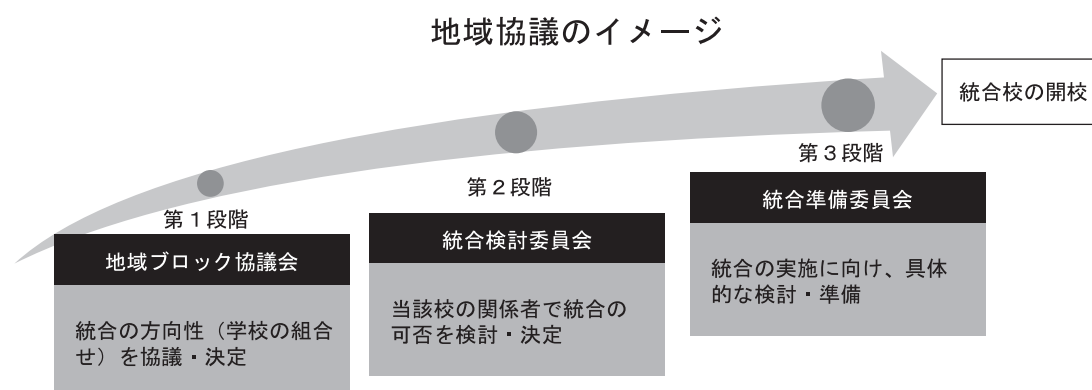 地域協議のイメージ
統合校の開校
第1段階
地域ブロック協議会
統合の方向性（学校の組合
せ）を協議・決定
第2段階
統合検討委員会
当該校の関係者で統合の
可否を検討・決定
第3段階
統合準備委員会
統合の実施に向け、具体
的な検討・準備